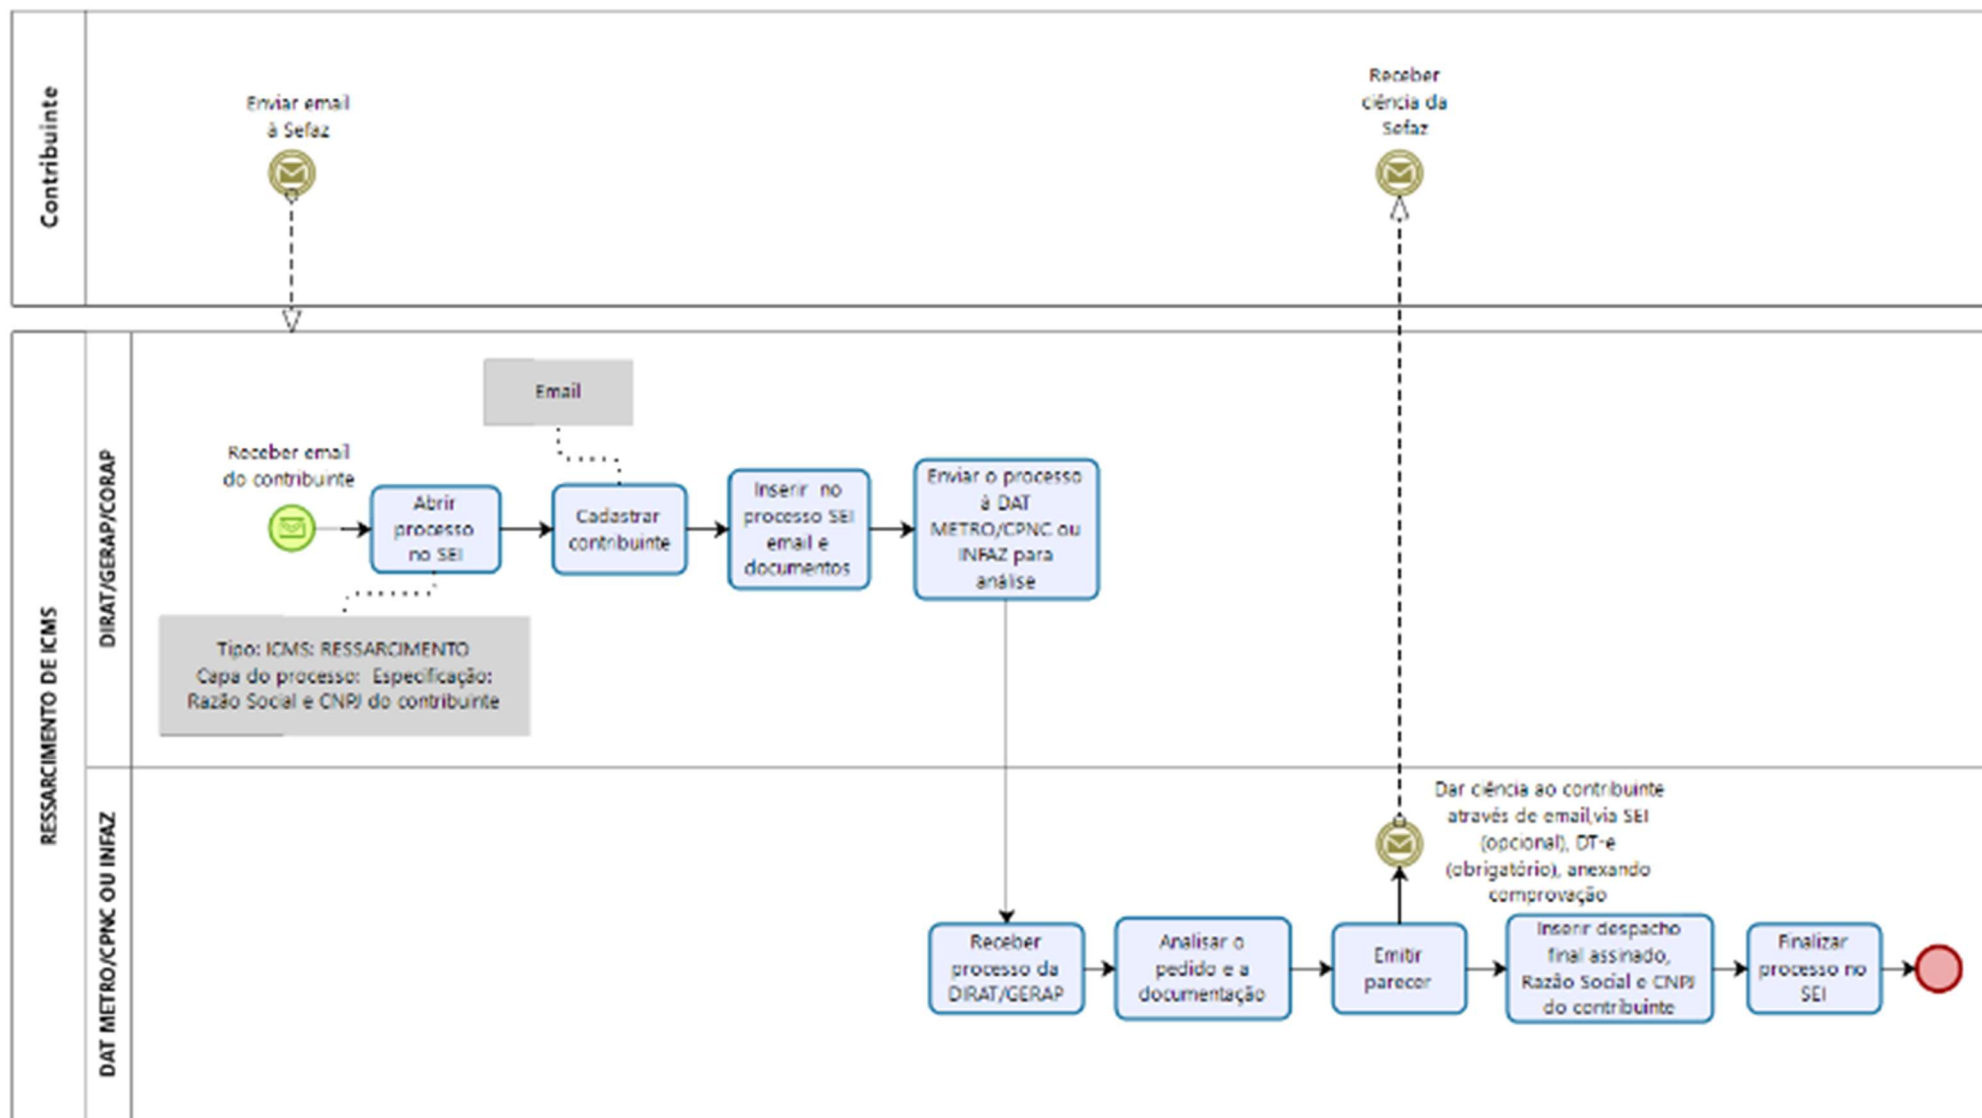 Contribuinte
Enviar email
à Sefaz
Receber
ciência da
Sefaz
RESSARCIMENTO DE ICMS
DIRAT/GERAP/CORAP
Email
Receber email
do contribuinte
Abrir
processo
no SEI
Cadastrar
contribuinte
Inserir no
processo SEI
email e
documentos
Enviar o processo
à DAT
METRO/CPNC ou
INFAZ para
análise
Tipo: ICMS: RESSARCIMENTO
Capa do processo: Especificação:
Razão Social e CNPJ do contribuinte
DAT METRO/CPNC OU INFAZ
Dar ciência ao contribuinte
através de email,via SEI
(opcional), DT-e
(obrigatório), anexando
comprovação
Receber
processo da
DIRAT/GERAP
Analisar o
pedido e a
documentação
Emitir
parecer
Inserir despacho
final assinado,
Razão Social e CNPJ
do contribuinte
Finalizar
processo no
SEI